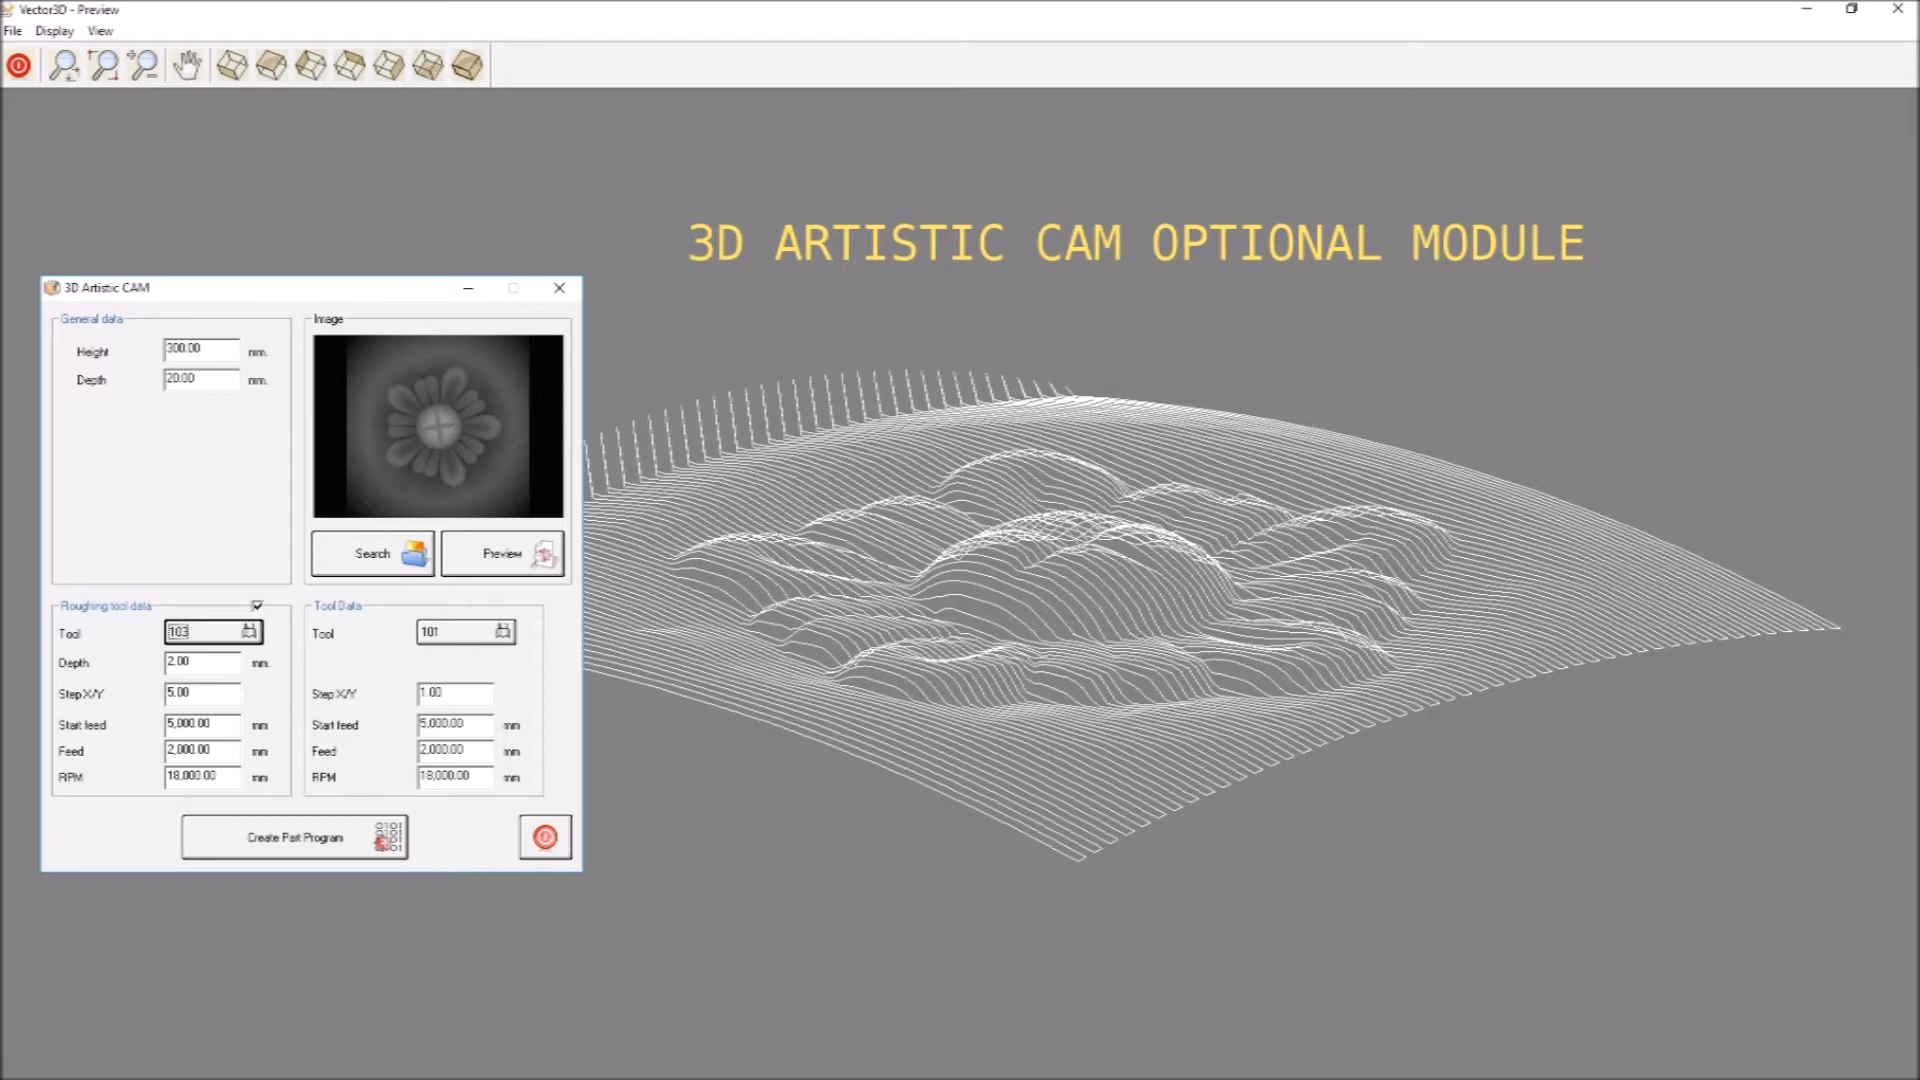 Vector3D - Preview
File Display View
3D ARTISTIC CAM OPTIONAL MODULE
3D Artistic CAM
General data
Height 300.00 mm.
Depth 20.00 mm.
Image
Search Preview
Roughing tool data
Tool 103
Depth 2.00 mm.
Step X/Y 5.00
Start feed 5,000.00 mm
Feed 2,000.00 mm
RPM 18,000.00 mm
Tool Data
Tool 101
Step X/Y 1.00
Start feed 5,000.00 mm
Feed 2,000.00 mm
RPM 18,000.00 mm
Create Part Program